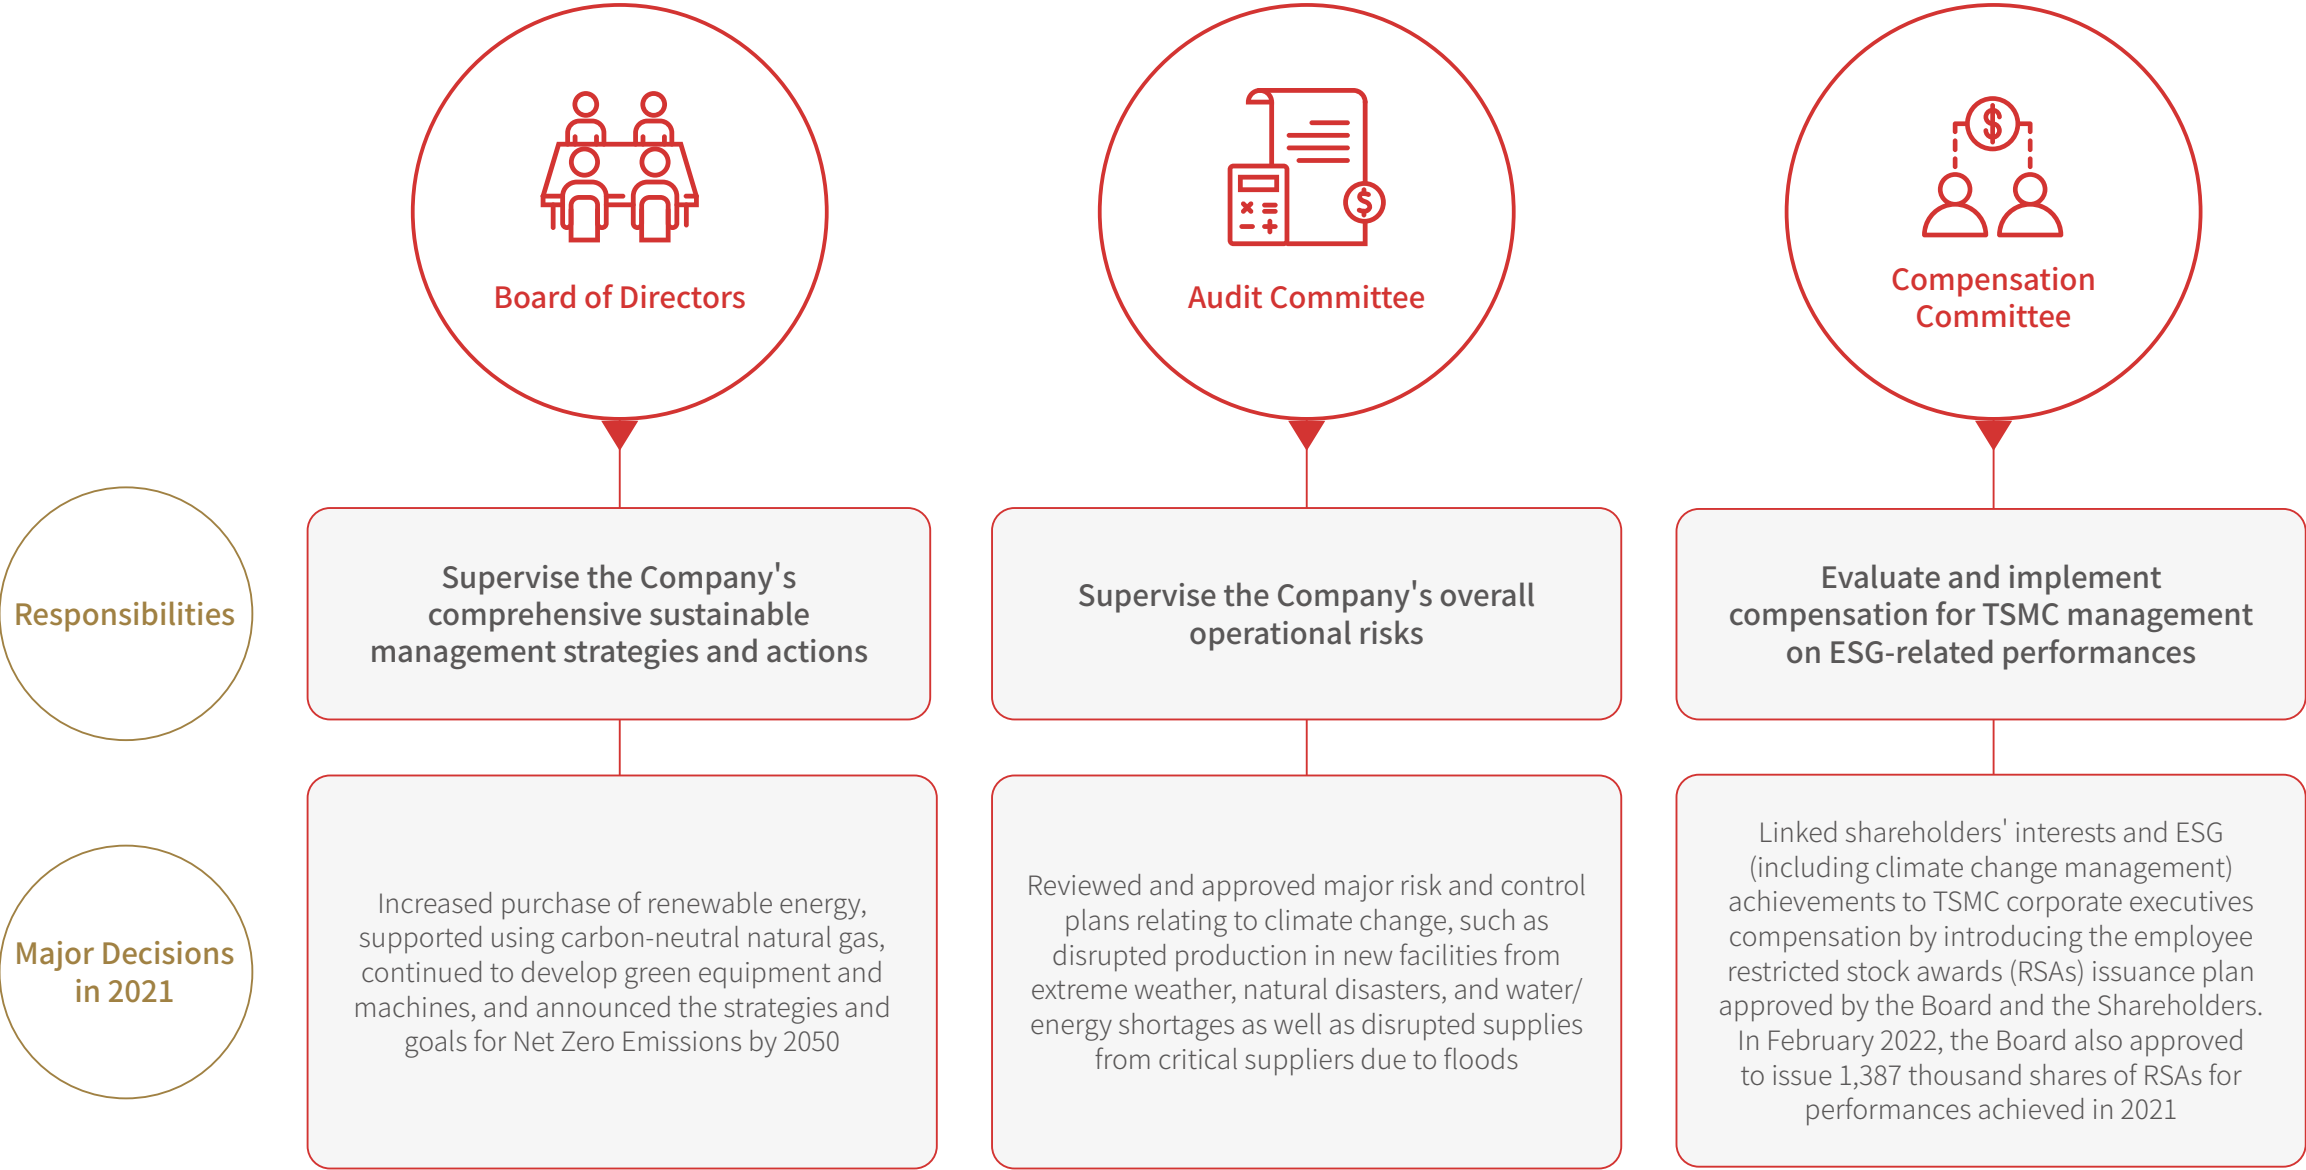 Board of Directors
Audit Committee
Compensation
Committee
Responsibilities
Supervise the Company's
comprehensive sustainable
management strategies and actions
Supervise the Company's overall
operational risks
Evaluate and implement
compensation for TSMC management
on ESG-related performances
Major Decisions
in 2021
Increased purchase of renewable energy,
supported using carbon-neutral natural gas,
continued to develop green equipment and
machines, and announced the strategies and
goals for Net Zero Emissions by 2050
Reviewed and approved major risk and control
plans relating to climate change, such as
disrupted production in new facilities from
extreme weather, natural disasters, and water/
energy shortages as well as disrupted supplies
from critical suppliers due to floods
Linked shareholders' interests and ESG
(including climate change management)
achievements to TSMC corporate executives
compensation by introducing the employee
restricted stock awards (RSAs) issuance plan
approved by the Board and the Shareholders.
In February 2022, the Board also approved
to issue 1,387 thousand shares of RSAs for
performances achieved in 2021